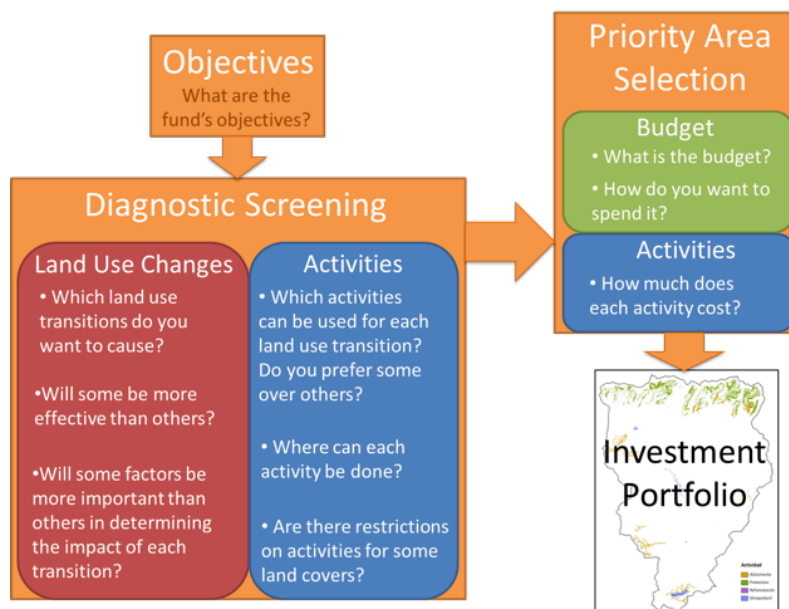 Objectives
What are the
fund's objectives?
Diagnostic Screening
Land Use Changes
• Which land use
transitions do you
want to cause?
•Will some be more
effective than others?
•Will some factors be
more important than
others in determining
the impact of each
transition?
Activities
• Which activities
can be used for each
land use transition?
Do you prefer some
over others?
• Where can each
activity be done?
• Are there restrictions
on activities for some
land covers?
Priority Area
Selection
Budget
• What is the budget?
• How do you want to
spend it?
Activities
• How much does
each activity cost?
Investment
Portfolio
Actividad